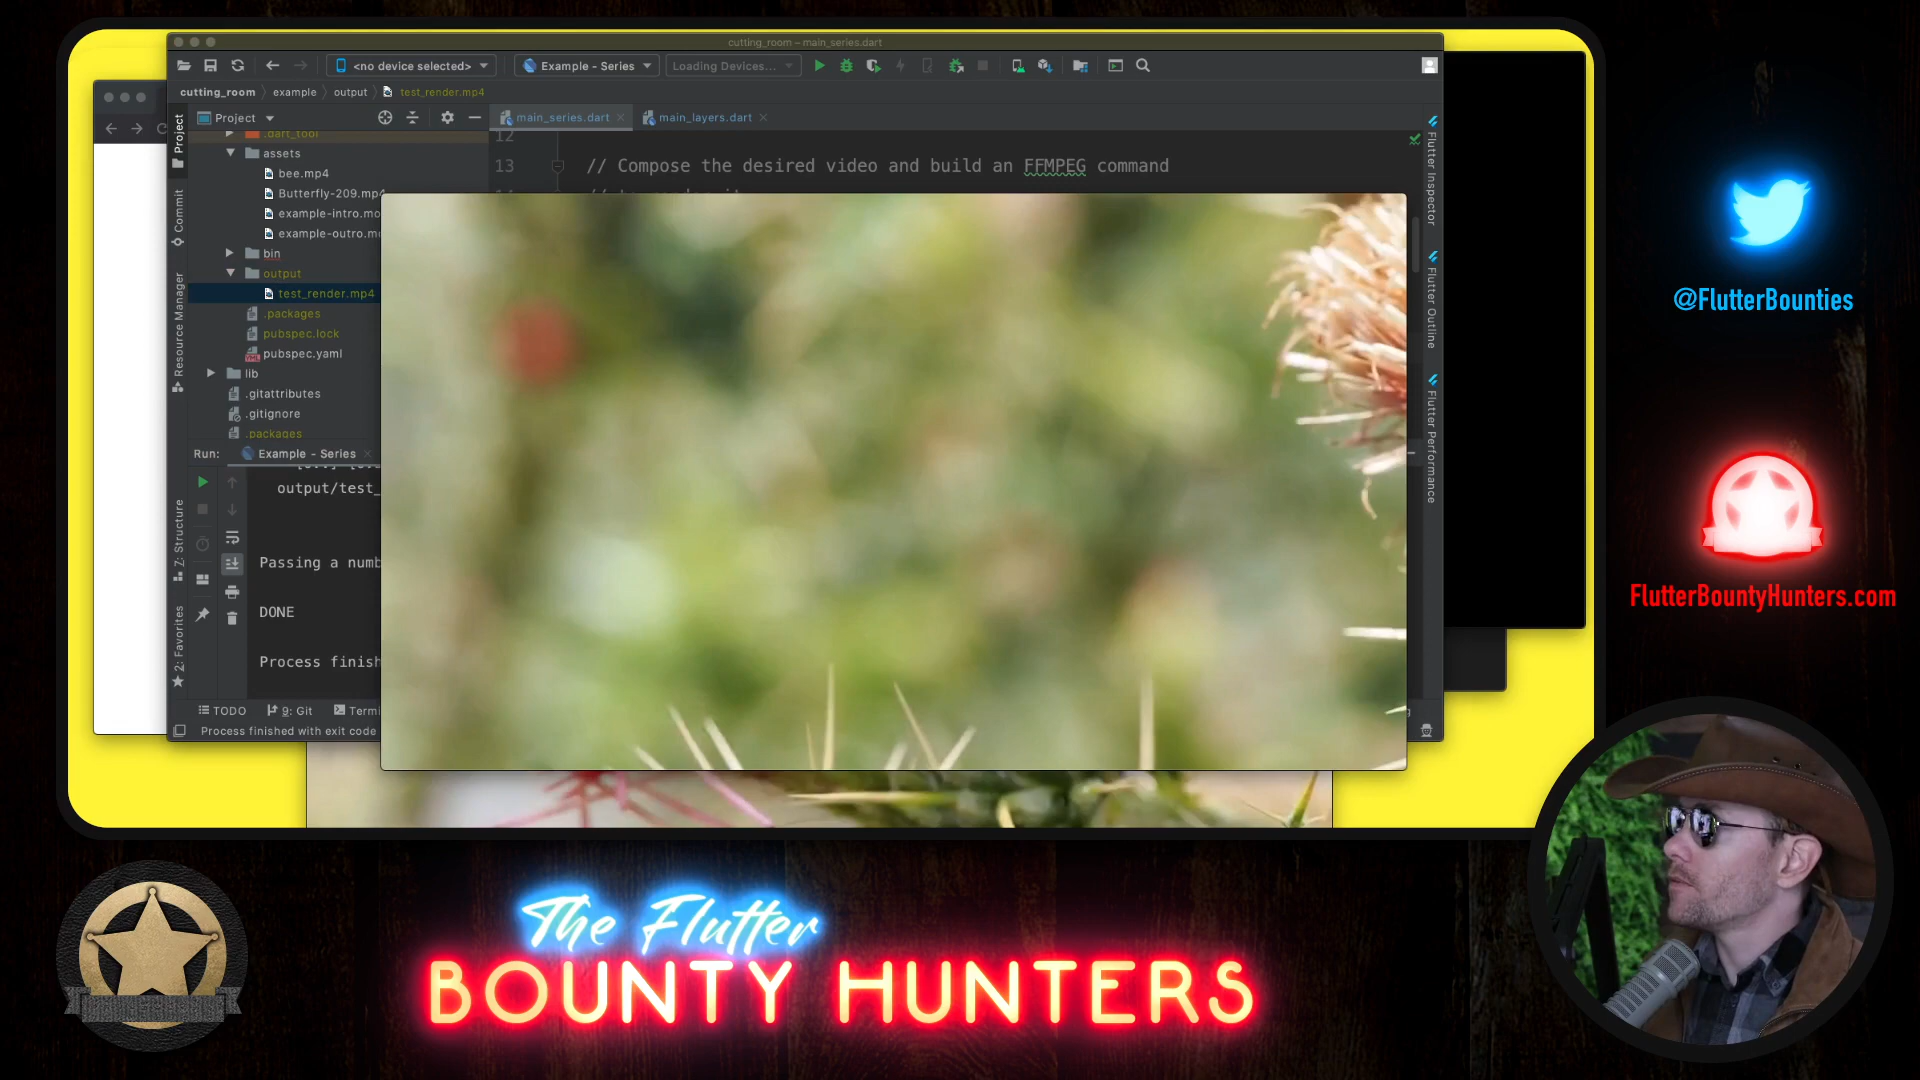 cutting_room – main_series.dart
<no device selected>
Example - Series
Loading Devices...
cutting_room
example
output
test_render.mp4
Project
main_series.dart
main_layers.dart
.dart_tool
assets
bee.mp4
Butterfly-209.mp4
example-intro.mo
example-outro.mo
bin
output
test_render.mp4
.packages
pubspec.lock
pubspec.yaml
lib
.gitattributes
.gitignore
.packages
12
13 // Compose the desired video and build an FFMPEG command
Project
Commit
Resource Manager
Z: Structure
2: Favorites
Flutter Inspector
Flutter Outline
Flutter Performance
Run:
Example - Series
output/test_
Passing a numb
DONE
Process finish
TODO
9: Git
Termi
Process finished with exit code
@FlutterBounties
FlutterBountyHunters.com
The Flutter
BOUNTY HUNTERS